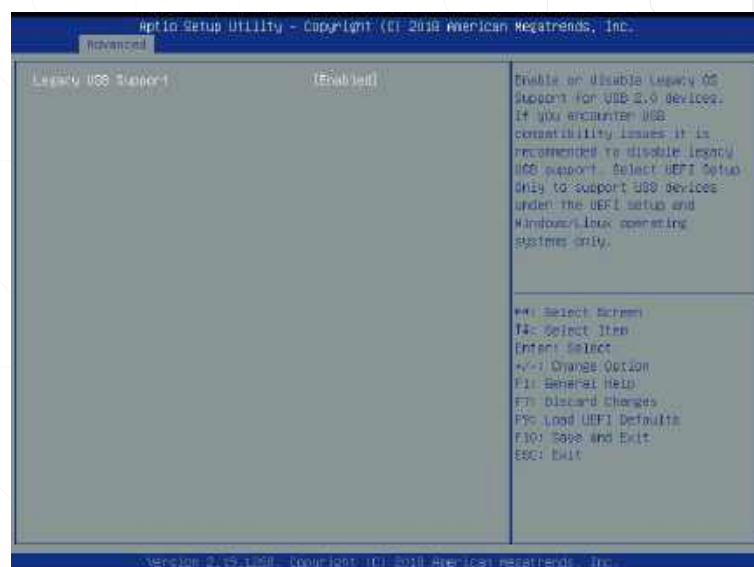 Aptio Setup Utility - Copyright (C) 2018 American Megatrends, Inc.
Advanced
Legacy USB Support [Enabled]
Enable or disable Legacy OS
Support for USB 2.0 devices.
If you encounter USB
compatibility issues it is
recommended to disable legacy
USB support. Select UEFI Setup
Only to support USB devices
under the UEFI setup and
Windows/Linux operating
systems only.
→←: Select Screen
↑↓: Select Item
Enter: Select
+/-: Change Option
F1: General Help
F7: Discard Changes
F9: Load UEFI Defaults
F10: Save and Exit
ESC: Exit
Version 2.19.1268. Copyright (C) 2018 American Megatrends, Inc.